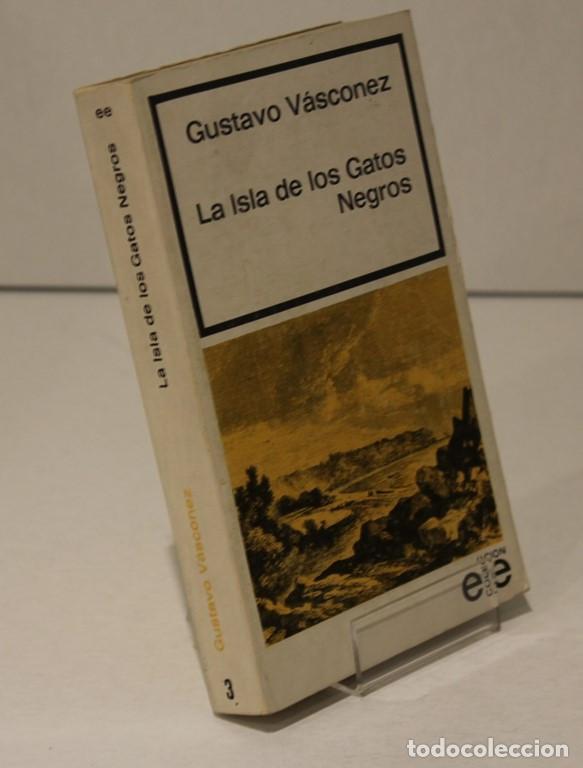 Gustavo Vásconez
La Isla de los Gatos
Negros
ee
La Isla de los Gatos Negros
Gustavo Vásconez
3
COLECCION
ee
todocoleccion